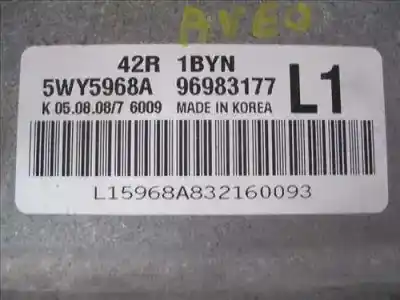 AVEO
42R 1BYN
5WY5968A 96983177 L1
K 05.08.08/7 6009 MADE IN KOREA
L15968A832160093